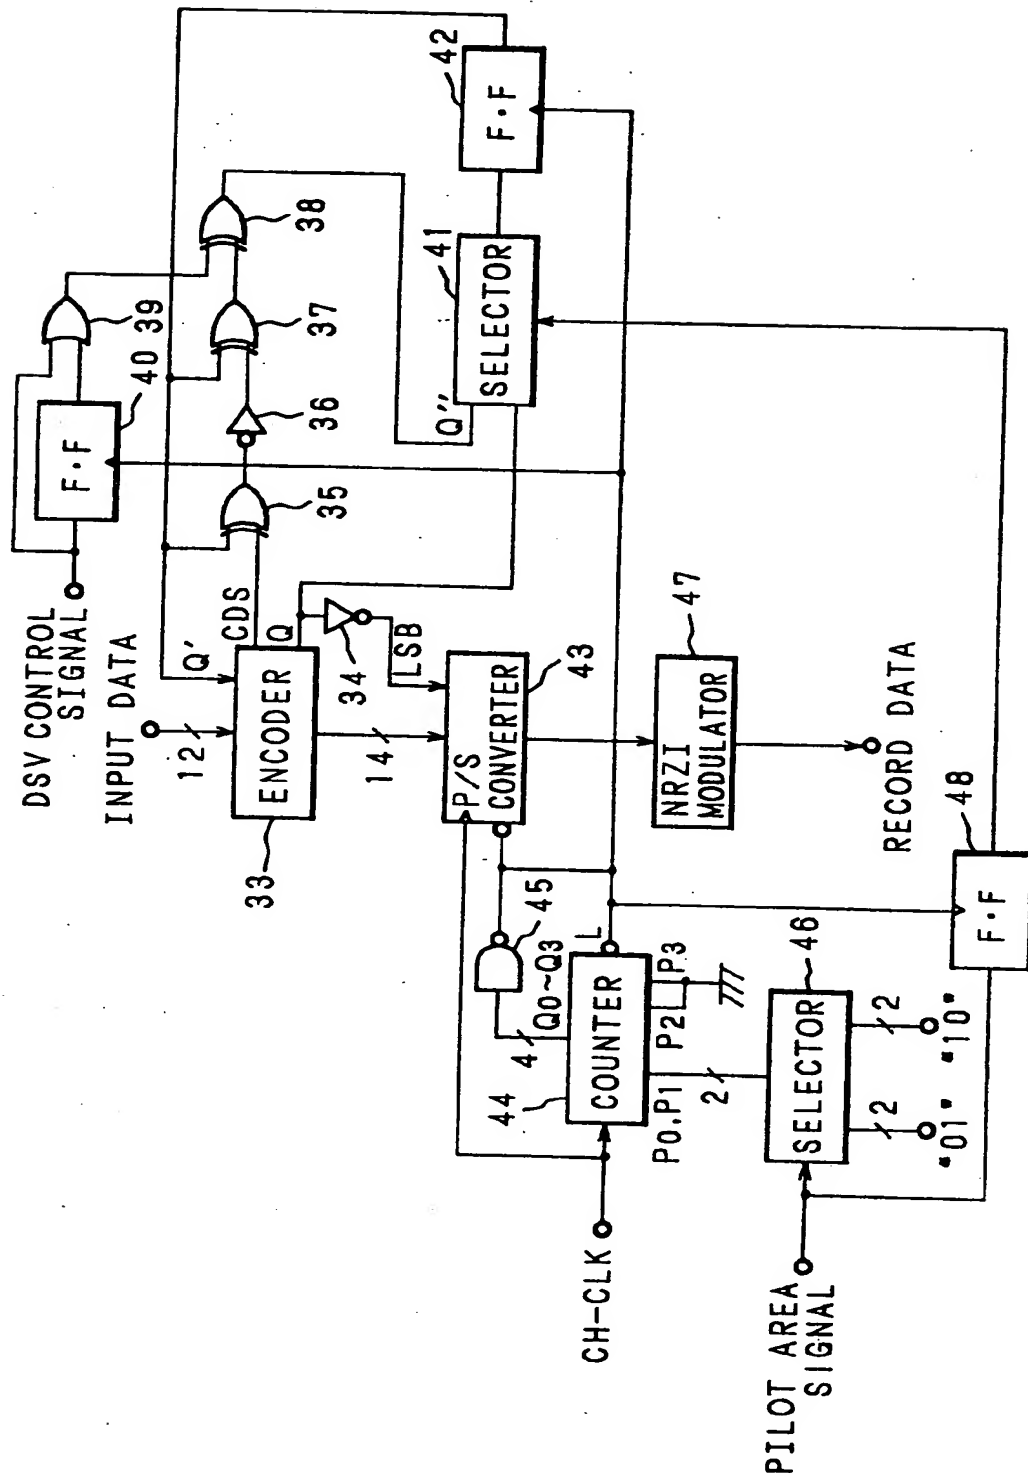 DSV CONTROL
SIGNAL
INPUT DATA
12
Q'
ENCODER
33
CDS
Q
34
LSB
14
35
36
37
38
39
F·F
40
Q''
SELECTOR
41
F·F
42
P/S
CONVERTER
43
NRZI
MODULATOR
47
RECORD DATA
CH-CLK
COUNTER
44
4
Q0~Q3
45
L
P0.P1
P2
P3
2
SELECTOR
46
2
"01"
2
"10"
PILOT AREA
SIGNAL
F·F
48